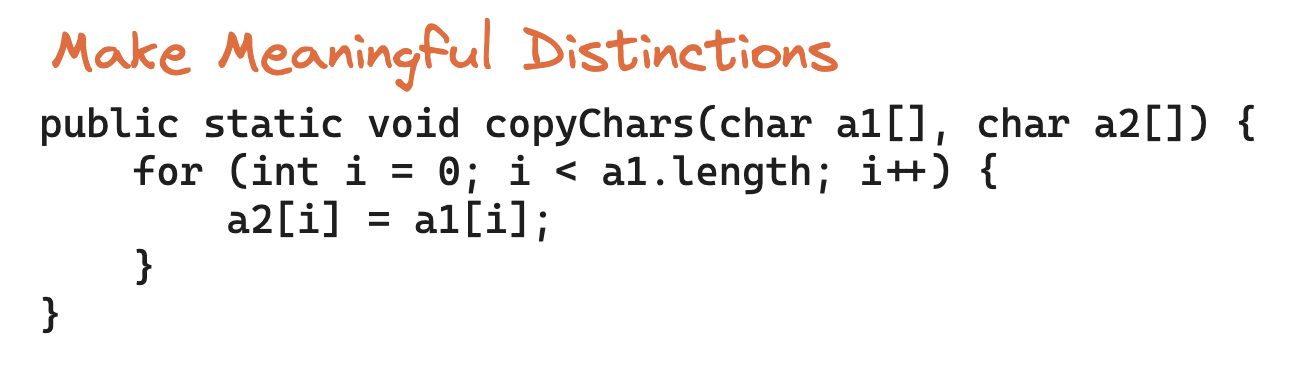 Make Meaningful Distinctions
public static void copyChars(char a1[], char a2[]) {
    for (int i = 0; i < a1.length; i++) {
        a2[i] = a1[i];
    }
}